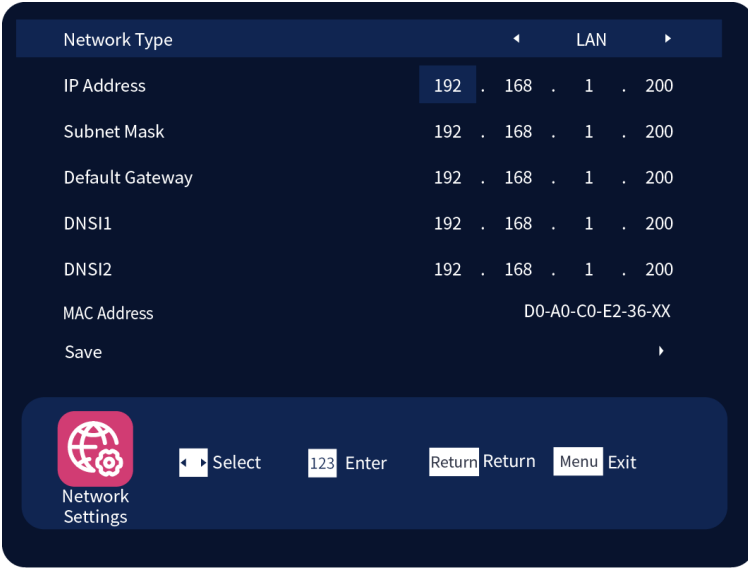 Network Type LAN
IP Address 192 . 168 . 1 . 200
Subnet Mask 192 . 168 . 1 . 200
Default Gateway 192 . 168 . 1 . 200
DNSI1 192 . 168 . 1 . 200
DNSI2 192 . 168 . 1 . 200
MAC Address D0-A0-C0-E2-36-XX
Save
Select 123 Enter Return Return Menu Exit
Network
Settings